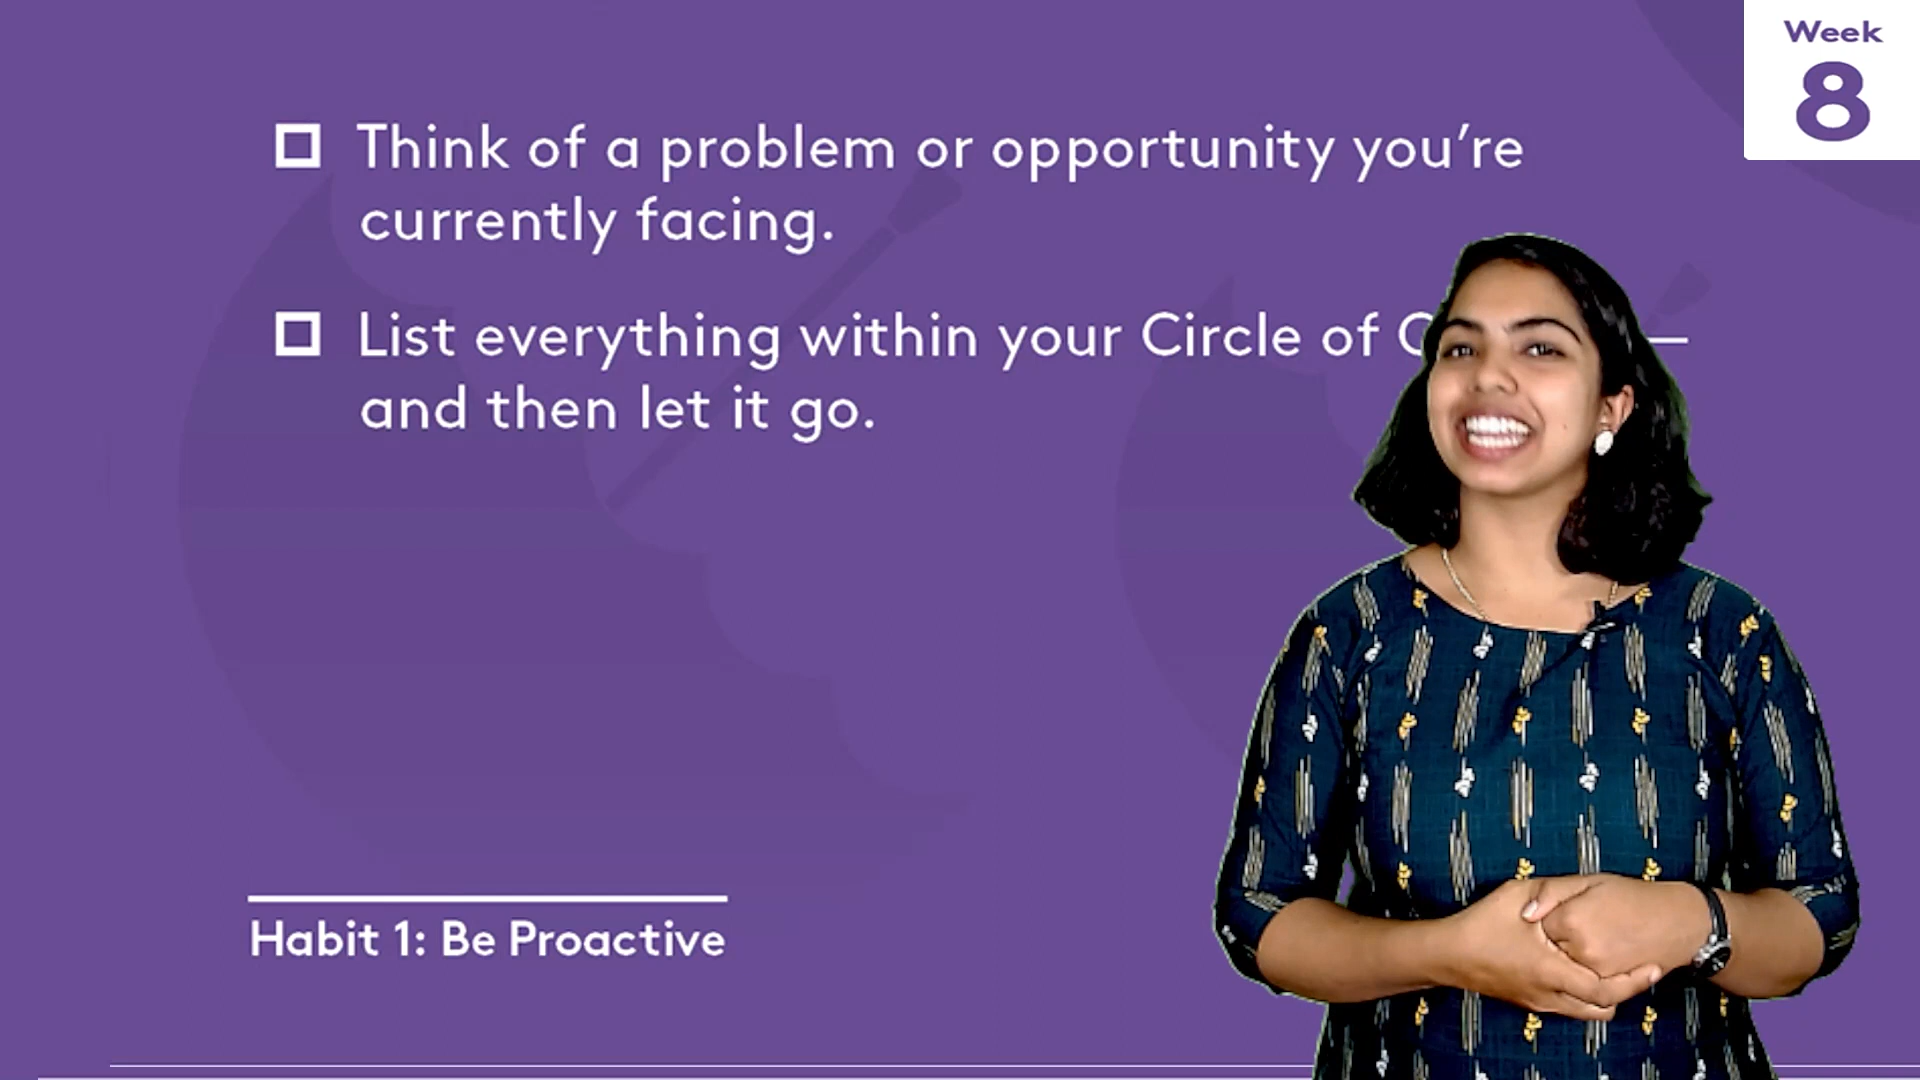 Week
8
Think of a problem or opportunity you're
currently facing.
List everything within your Circle of
and then let it go.
Habit 1: Be Proactive